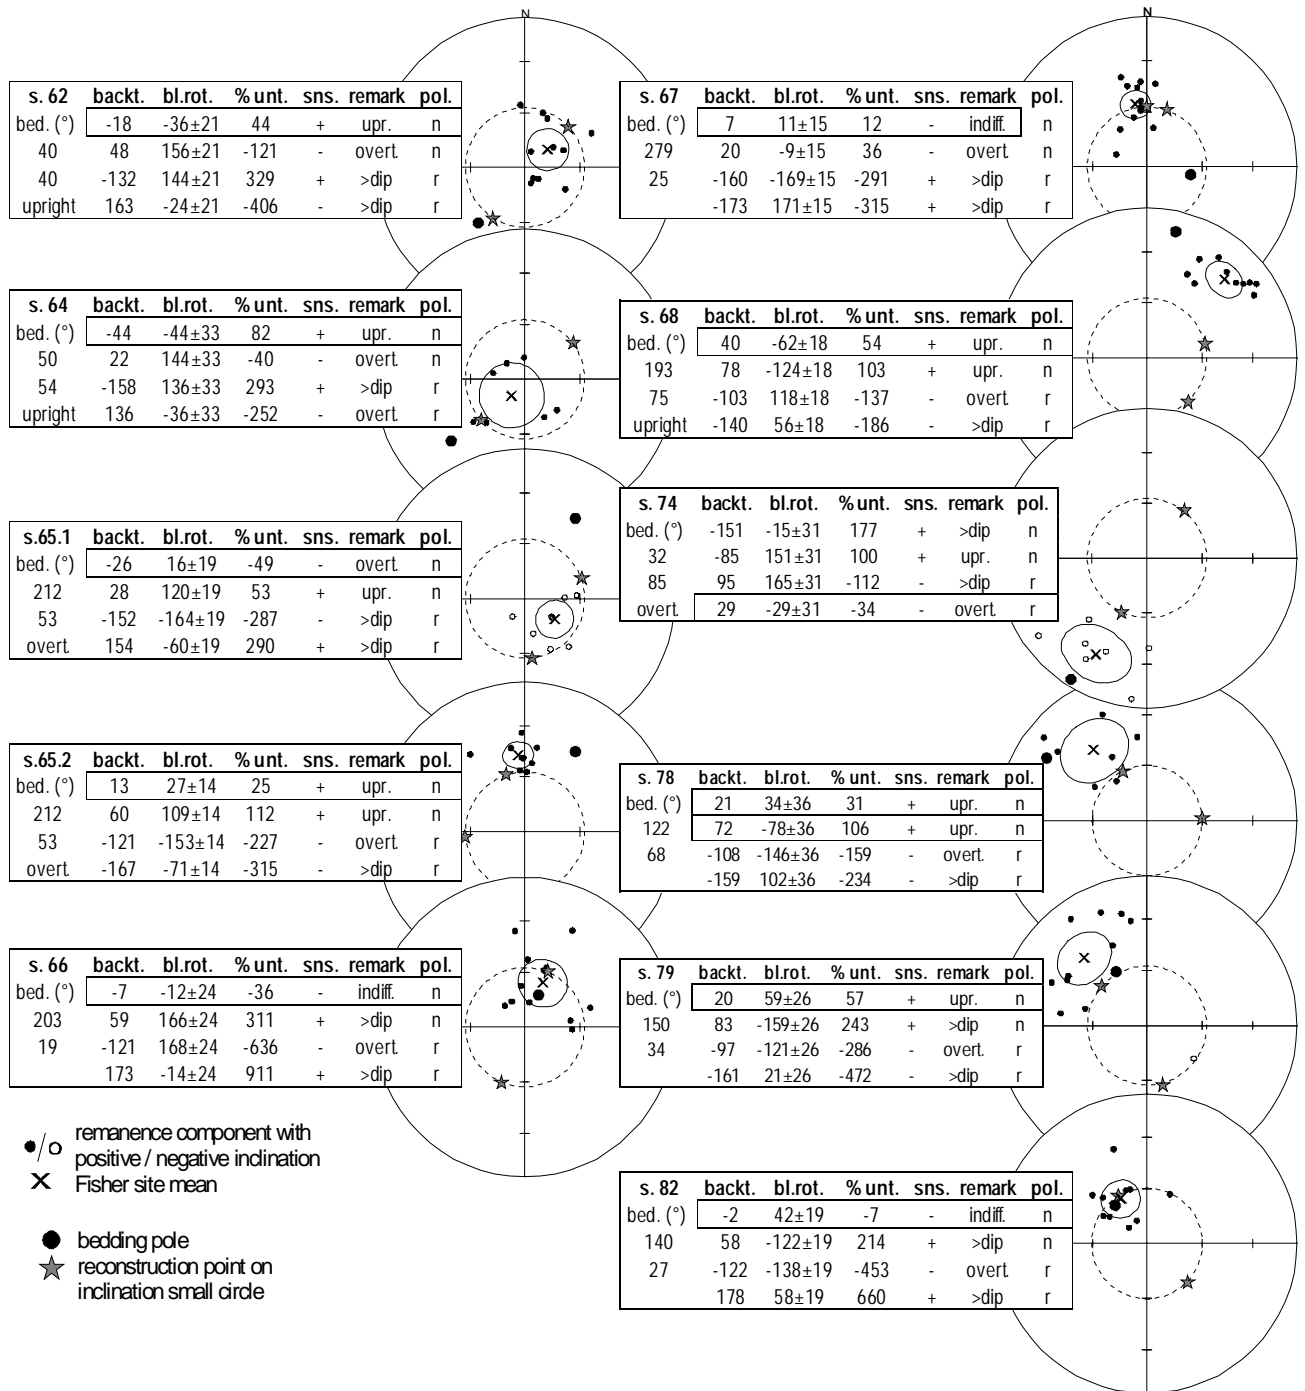 N
s. 62 backt. bl.rot. % unt. sns. remark pol.
bed. (°) -18 -36±21 44 + upr. n
40 48 156±21 -121 - overt. n
40 -132 144±21 329 + >dip r
upright 163 -24±21 -406 - >dip r
s. 64 backt. bl.rot. % unt. sns. remark pol.
bed. (°) -44 -44±33 82 + upr. n
50 22 144±33 -40 - overt. n
54 -158 136±33 293 + >dip r
upright 136 -36±33 -252 - overt. r
s.65.1 backt. bl.rot. % unt. sns. remark pol.
bed. (°) -26 16±19 -49 - overt. n
212 28 120±19 53 + upr. n
53 -152 -164±19 -287 - >dip r
overt. 154 -60±19 290 + >dip r
s.65.2 backt. bl.rot. % unt. sns. remark pol.
bed. (°) 13 27±14 25 + upr. n
212 60 109±14 112 + upr. n
53 -121 -153±14 -227 - overt. r
overt. -167 -71±14 -315 - >dip r
s. 66 backt. bl.rot. % unt. sns. remark pol.
bed. (°) -7 -12±24 -36 - indiff. n
203 59 166±24 311 + >dip n
19 -121 168±24 -636 - overt. r
173 -14±24 911 + >dip r
remanence component with
positive / negative inclination
Fisher site mean
bedding pole
reconstruction point on
inclination small circle
N
s. 67 backt. bl.rot. % unt. sns. remark pol.
bed. (°) 7 11±15 12 - indiff. n
279 20 -9±15 36 - overt. n
25 -160 -169±15 -291 + >dip r
-173 171±15 -315 + >dip r
s. 68 backt. bl.rot. % unt. sns. remark pol.
bed. (°) 40 -62±18 54 + upr. n
193 78 -124±18 103 + upr. n
75 -103 118±18 -137 - overt. r
upright -140 56±18 -186 - >dip r
s. 74 backt. bl.rot. % unt. sns. remark pol.
bed. (°) -151 -15±31 177 + >dip n
32 -85 151±31 100 + upr. n
85 95 165±31 -112 - >dip r
overt. 29 -29±31 -34 - overt. r
s. 78 backt. bl.rot. % unt. sns. remark pol.
bed. (°) 21 34±36 31 + upr. n
122 72 -78±36 106 + upr. n
68 -108 -146±36 -159 - overt. r
-159 102±36 -234 - >dip r
s. 79 backt. bl.rot. % unt. sns. remark pol.
bed. (°) 20 59±26 57 + upr. n
150 83 -159±26 243 + >dip n
34 -97 -121±26 -286 - overt. r
-161 21±26 -472 - >dip r
s. 82 backt. bl.rot. % unt. sns. remark pol.
bed. (°) -2 42±19 -7 - indiff. n
140 58 -122±19 214 + >dip n
27 -122 -138±19 -453 - overt. r
178 58±19 660 + >dip r